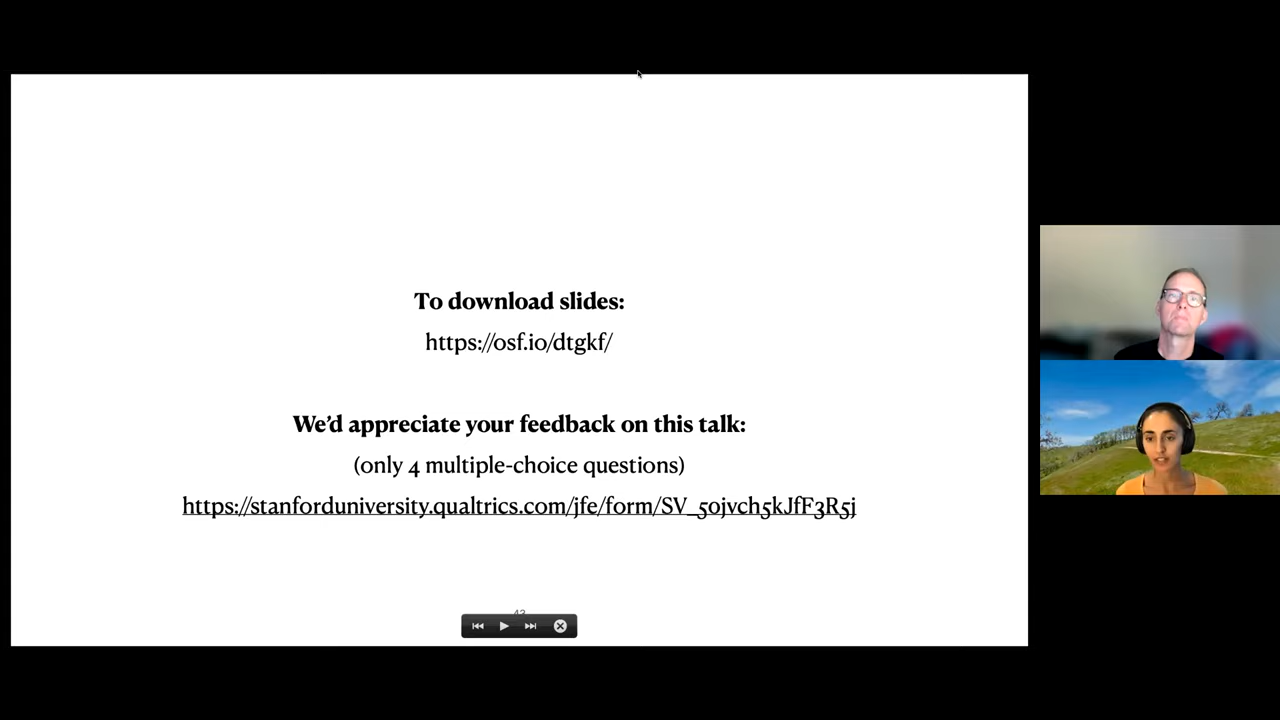 To download slides:
https://osf.io/dtgkf/
We'd appreciate your feedback on this talk:
(only 4 multiple-choice questions)
https://stanforduniversity.qualtrics.com/jfe/form/SV_50jvch5kJfF3R5j